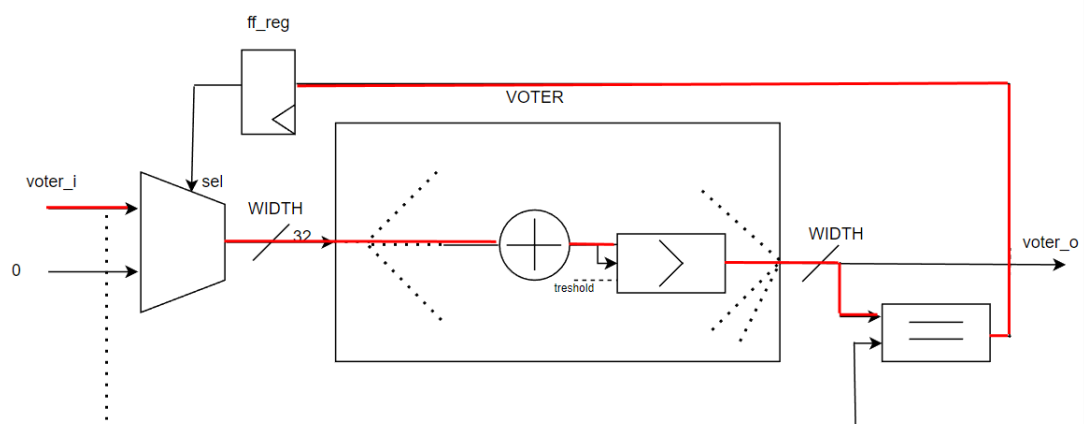 ff_reg
VOTER
voter_i
sel
WIDTH
32
WIDTH
voter_o
0
treshold